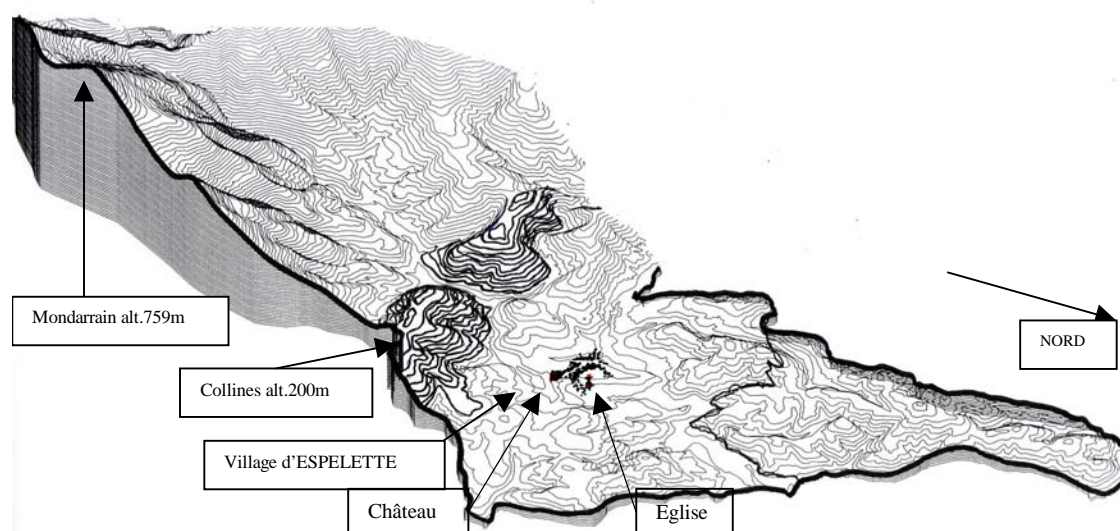 Mondarrain alt.759m
NORD
Collines alt.200m
Village d'ESPELETTE
Château
Eglise